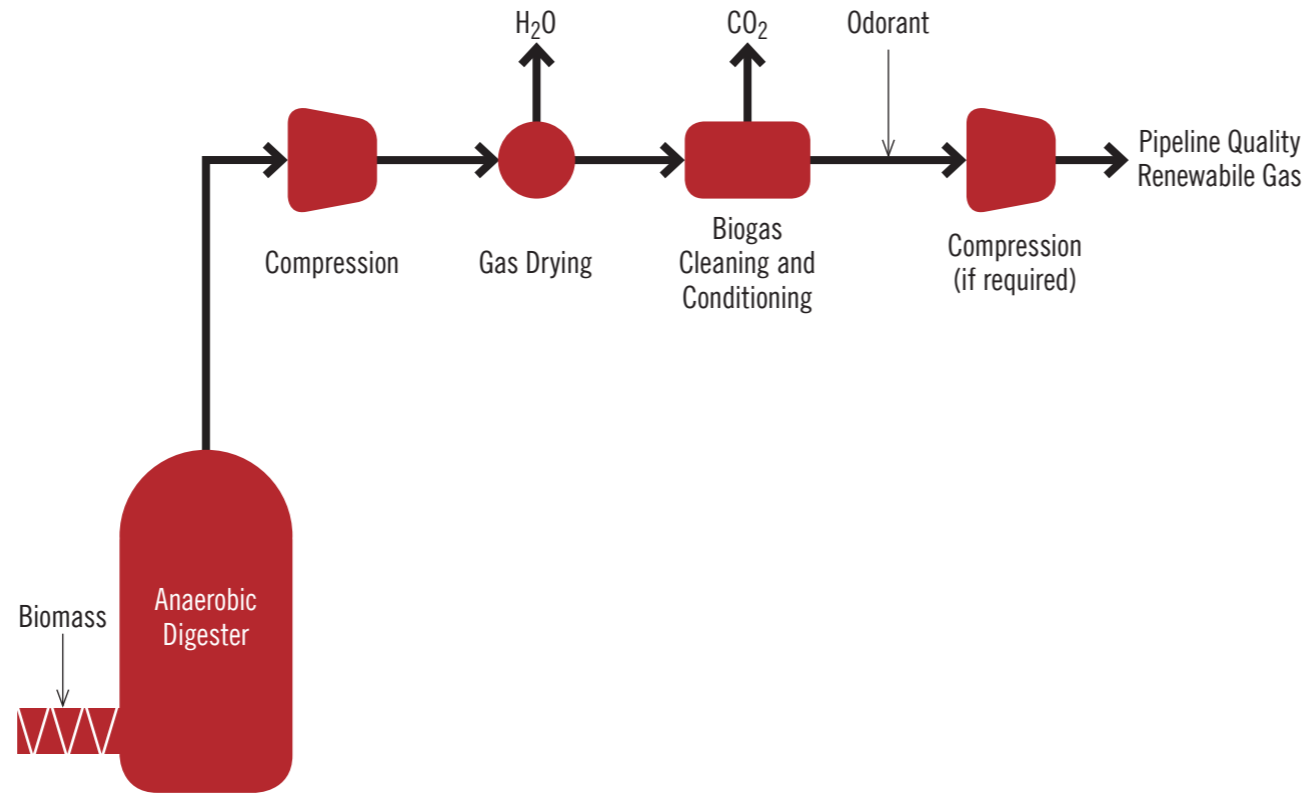 H₂O
CO₂
Odorant
Pipeline Quality
Renewabile Gas
Compression
Gas Drying
Biogas
Cleaning and
Conditioning
Compression
(if required)
Biomass
Anaerobic
Digester